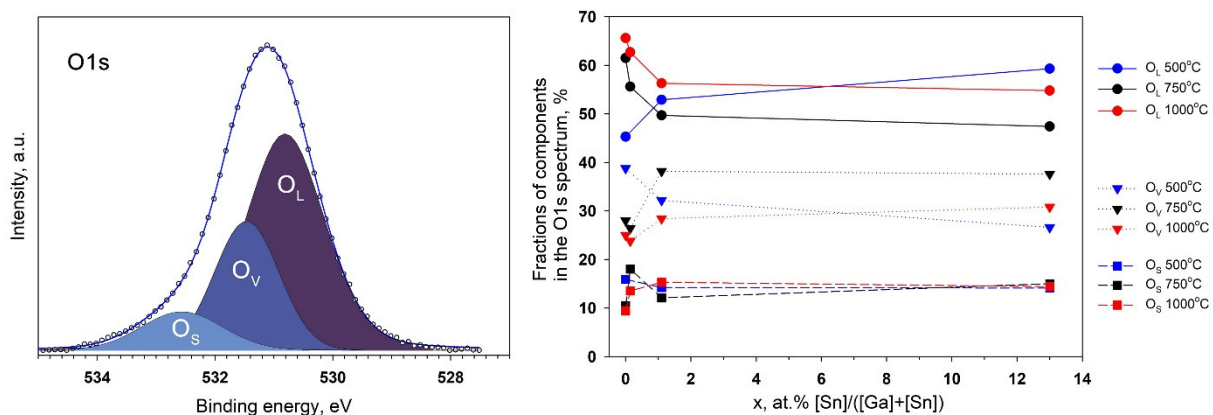 O1s
O_L
O_V
O_S
Intensity, a.u.
534
532
530
528
Binding energy, eV
Fractions of components
in the O1s spectrum, %
70
60
50
40
30
20
10
0
0
2
4
6
8
10
12
14
x, at.% [Sn]/([Ga]+[Sn])
O_L 500°C
O_L 750°C
O_L 1000°C
O_V 500°C
O_V 750°C
O_V 1000°C
O_S 500°C
O_S 750°C
O_S 1000°C